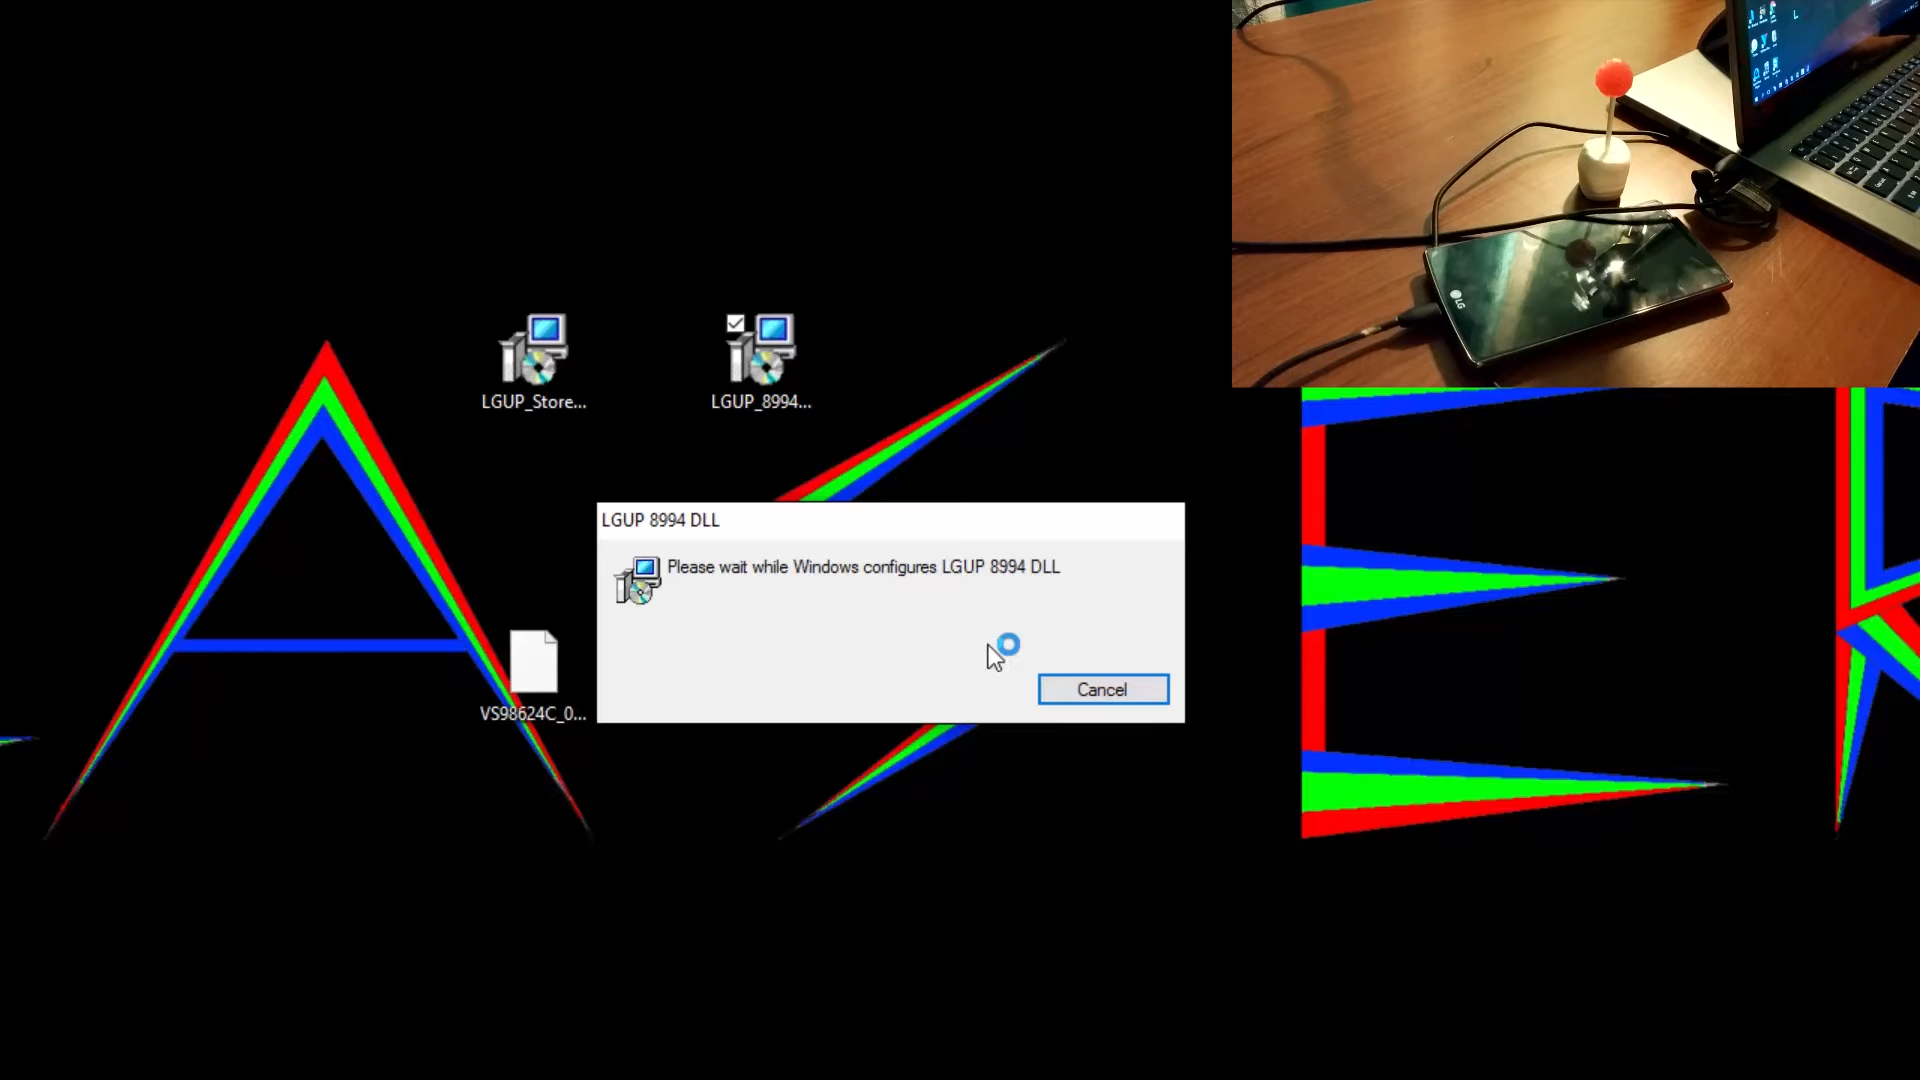 LG
LGUP_Store...
LGUP_8994...
LGUP 8994 DLL
Please wait while Windows configures LGUP 8994 DLL
Cancel
VS98624C_0...